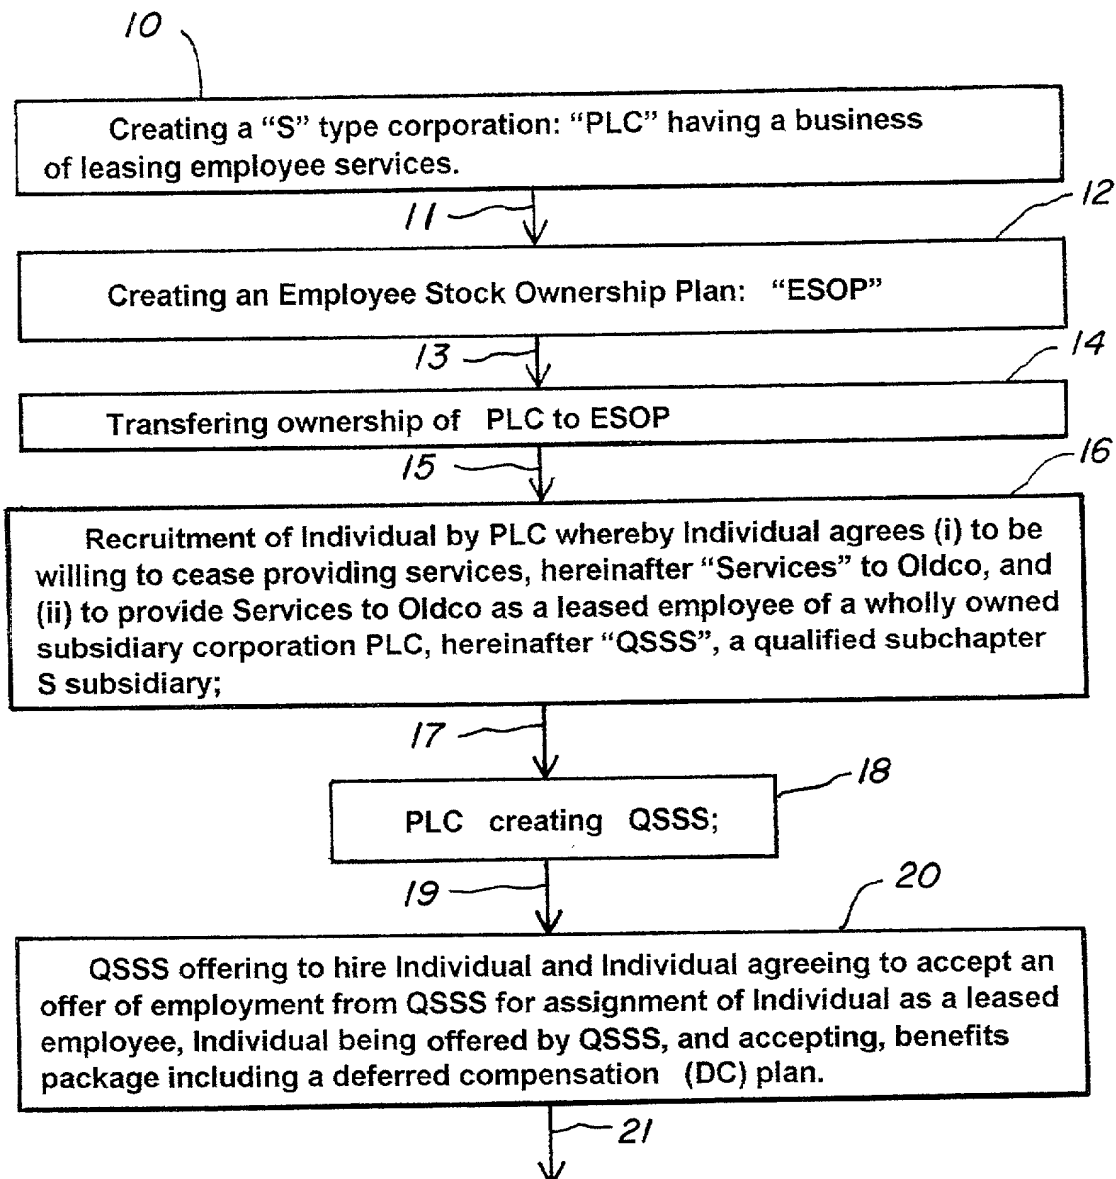 10
Creating a “S” type corporation: “PLC” having a business
of leasing employee services.
11
12
Creating an Employee Stock Ownership Plan: “ESOP”
13
14
Transfering ownership of PLC to ESOP
15
16
Recruitment of Individual by PLC whereby Individual agrees (i) to be
willing to cease providing services, hereinafter “Services” to Oldco, and
(ii) to provide Services to Oldco as a leased employee of a wholly owned
subsidiary corporation PLC, hereinafter “QSSS”, a qualified subchapter
S subsidiary;
17
18
PLC creating QSSS;
19
20
QSSS offering to hire Individual and Individual agreeing to accept an
offer of employment from QSSS for assignment of Individual as a leased
employee, Individual being offered by QSSS, and accepting, benefits
package including a deferred compensation (DC) plan.
21